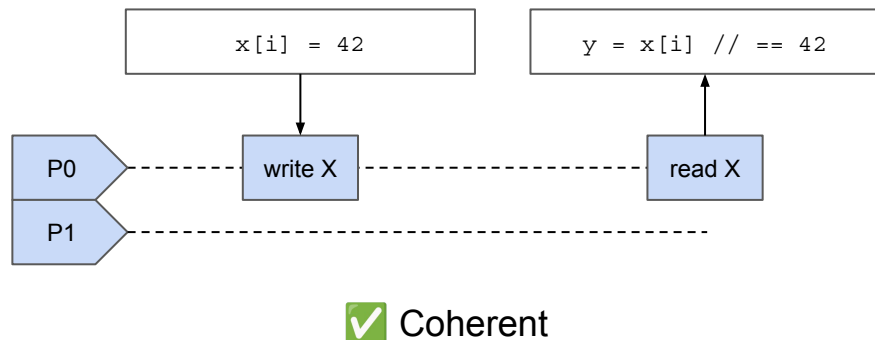 x[i] = 42
y = x[i] // == 42
P0
write X
read X
P1
✅ Coherent